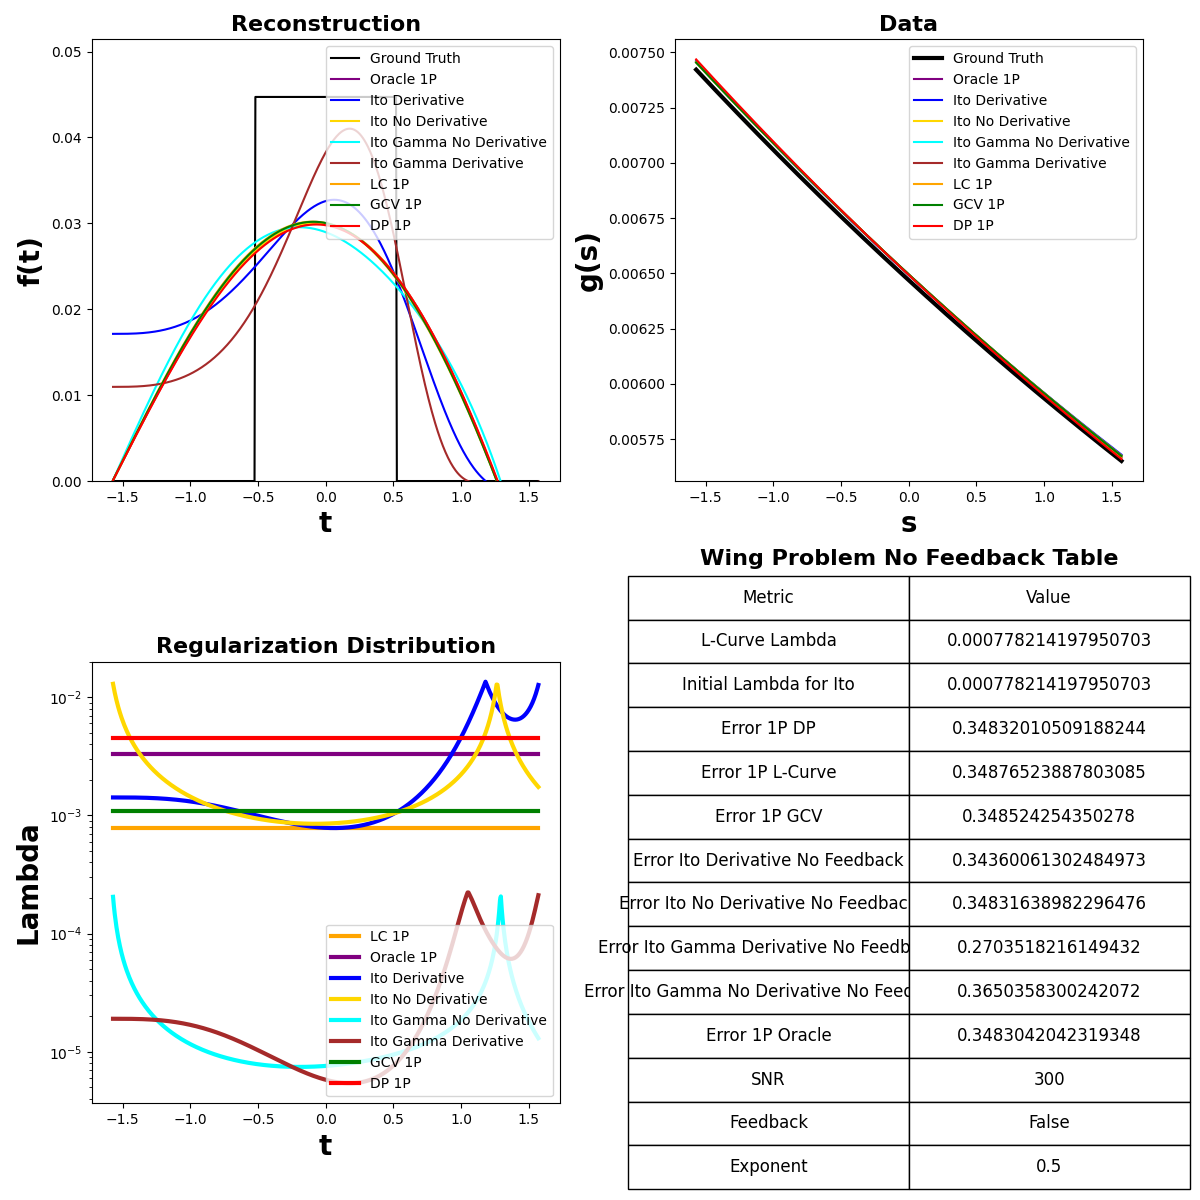 Reconstruction
0.05
0.04
0.03
0.02
0.01
0.00
f(t)
Ground Truth
Oracle 1P
Ito Derivative
Ito No Derivative
Ito Gamma No Derivative
Ito Gamma Derivative
LC 1P
GCV 1P
DP 1P
−1.5 −1.0 −0.5 0.0 0.5 1.0 1.5
t
Data
0.00750
0.00725
0.00700
0.00675
0.00650
0.00625
0.00600
0.00575
g(s)
Ground Truth
Oracle 1P
Ito Derivative
Ito No Derivative
Ito Gamma No Derivative
Ito Gamma Derivative
LC 1P
GCV 1P
DP 1P
−1.5 −1.0 −0.5 0.0 0.5 1.0 1.5
s
Regularization Distribution
10−2
10−3
10−4
10−5
Lambda
LC 1P
Oracle 1P
Ito Derivative
Ito No Derivative
Ito Gamma No Derivative
Ito Gamma Derivative
GCV 1P
DP 1P
−1.5 −1.0 −0.5 0.0 0.5 1.0 1.5
t
Wing Problem No Feedback Table
Metric Value
L-Curve Lambda 0.000778214197950703
Initial Lambda for Ito 0.000778214197950703
Error 1P DP 0.34832010509188244
Error 1P L-Curve 0.34876523887803085
Error 1P GCV 0.348524254350278
Error Ito Derivative No Feedback 0.34360061302484973
Error Ito No Derivative No Feedbac 0.34831638982296476
Error Ito Gamma Derivative No Feedb 0.2703518216149432
Error Ito Gamma No Derivative No Feed 0.3650358300242072
Error 1P Oracle 0.3483042042319348
SNR 300
Feedback False
Exponent 0.5